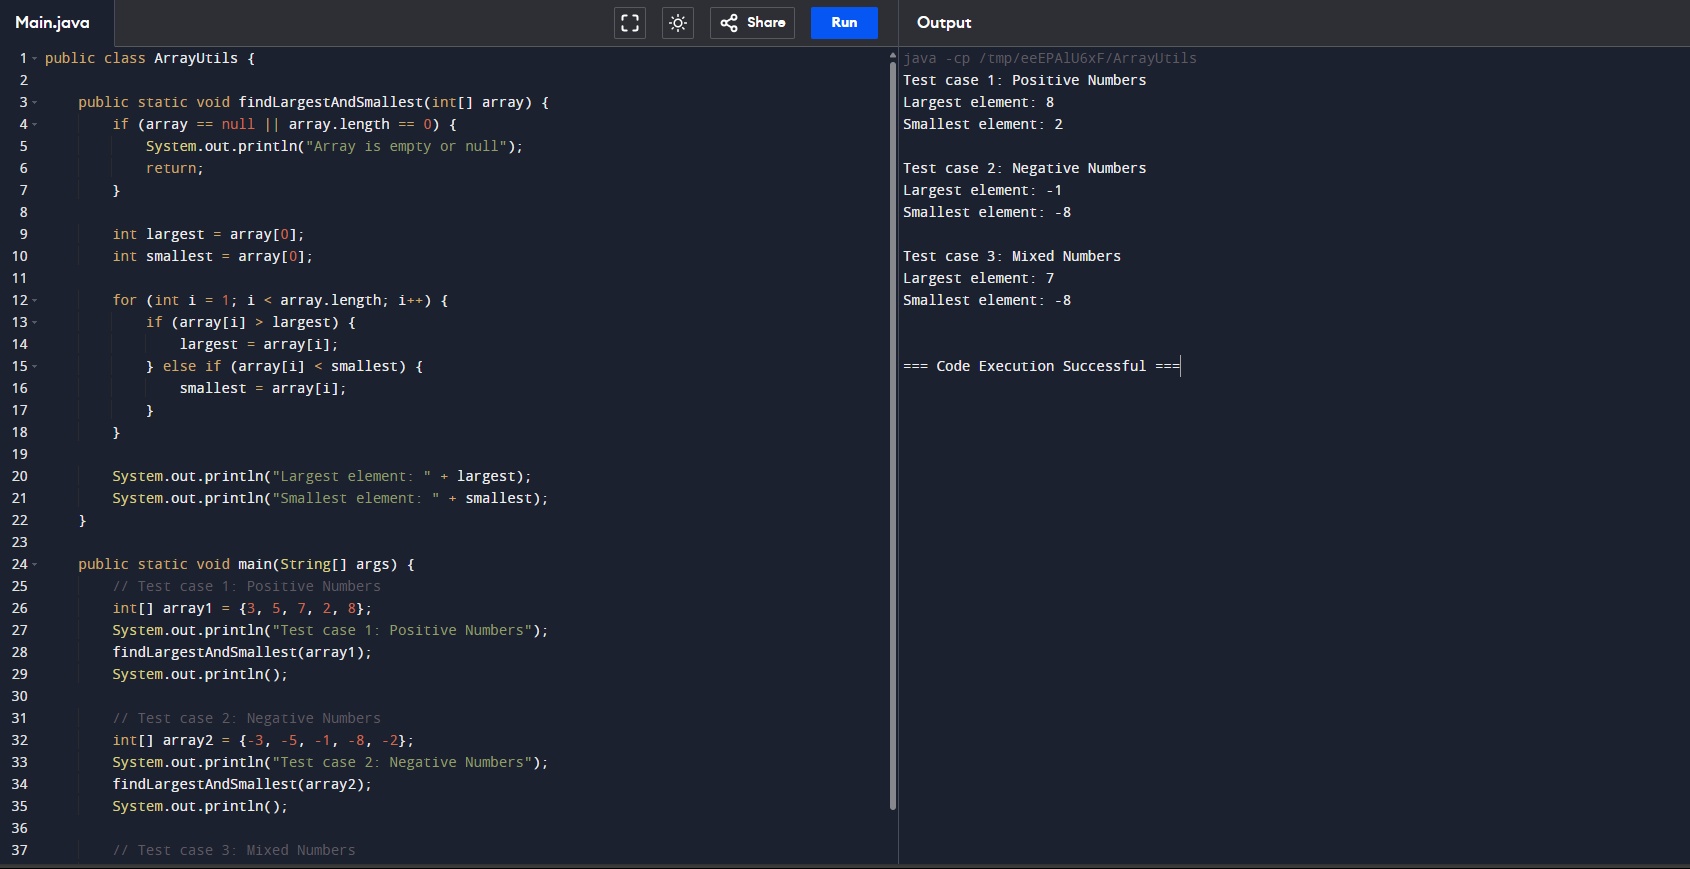 Main.java
Share
Run
Output
1 public class ArrayUtils {
2
3     public static void findLargestAndSmallest(int[] array) {
4         if (array == null || array.length == 0) {
5             System.out.println("Array is empty or null");
6             return;
7         }
8
9         int largest = array[0];
10         int smallest = array[0];
11
12         for (int i = 1; i < array.length; i++) {
13             if (array[i] > largest) {
14                 largest = array[i];
15             } else if (array[i] < smallest) {
16                 smallest = array[i];
17             }
18         }
19
20         System.out.println("Largest element: " + largest);
21         System.out.println("Smallest element: " + smallest);
22     }
23
24     public static void main(String[] args) {
25         // Test case 1: Positive Numbers
26         int[] array1 = {3, 5, 7, 2, 8};
27         System.out.println("Test case 1: Positive Numbers");
28         findLargestAndSmallest(array1);
29         System.out.println();
30
31         // Test case 2: Negative Numbers
32         int[] array2 = {-3, -5, -1, -8, -2};
33         System.out.println("Test case 2: Negative Numbers");
34         findLargestAndSmallest(array2);
35         System.out.println();
36
37         // Test case 3: Mixed Numbers
java -cp /tmp/eeEPAlU6xF/ArrayUtils
Test case 1: Positive Numbers
Largest element: 8
Smallest element: 2
Test case 2: Negative Numbers
Largest element: -1
Smallest element: -8
Test case 3: Mixed Numbers
Largest element: 7
Smallest element: -8
=== Code Execution Successful ===